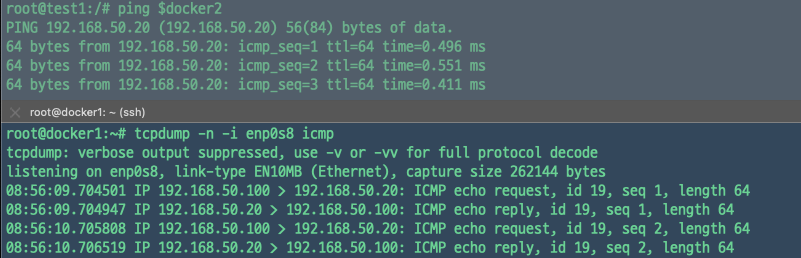 root@test1:/# ping $docker2
PING 192.168.50.20 (192.168.50.20) 56(84) bytes of data.
64 bytes from 192.168.50.20: icmp_seq=1 ttl=64 time=0.496 ms
64 bytes from 192.168.50.20: icmp_seq=2 ttl=64 time=0.551 ms
64 bytes from 192.168.50.20: icmp_seq=3 ttl=64 time=0.411 ms
root@docker1: ~ (ssh)
root@docker1:~# tcpdump -n -i enp0s8 icmp
tcpdump: verbose output suppressed, use -v or -vv for full protocol decode
listening on enp0s8, link-type EN10MB (Ethernet), capture size 262144 bytes
08:56:09.704501 IP 192.168.50.100 > 192.168.50.20: ICMP echo request, id 19, seq 1, length 64
08:56:09.704947 IP 192.168.50.20 > 192.168.50.100: ICMP echo reply, id 19, seq 1, length 64
08:56:10.705808 IP 192.168.50.100 > 192.168.50.20: ICMP echo request, id 19, seq 2, length 64
08:56:10.706519 IP 192.168.50.20 > 192.168.50.100: ICMP echo reply, id 19, seq 2, length 64